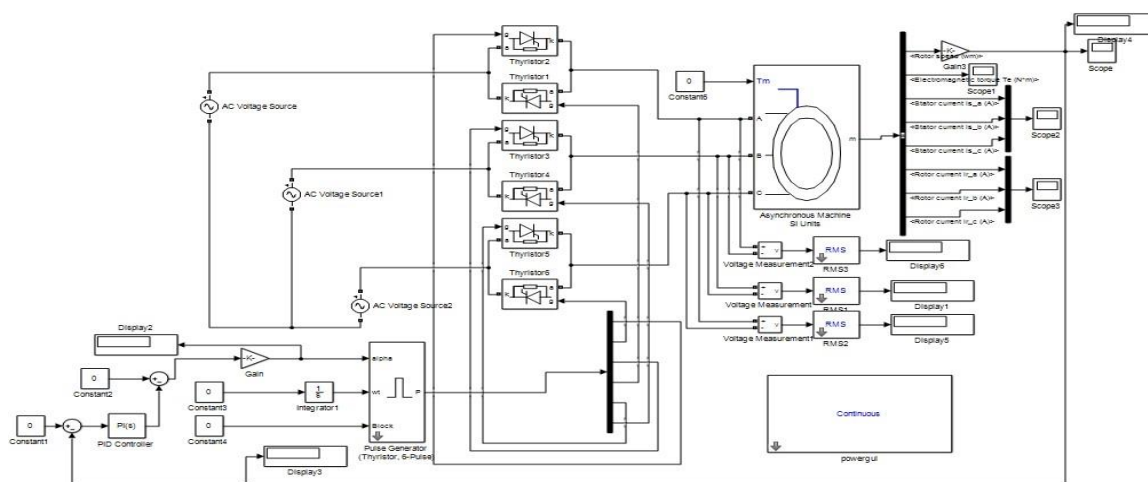 Display4
g
k
a
Thyristor2
Thyristor1
k
a
g
AC Voltage Source
g
k
a
Thyristor3
Thyristor4
k
a
g
AC Voltage Source1
g
k
a
Thyristor5
Thyristor6
k
a
g
AC Voltage Source2
0
Constant5
Tm
A
B
C
m
Asynchronous Machine
SI Units
<Rotor speed (wm)>
-K-
Gain3
Scope
<Electromagnetic torque Te (N*m)>
Scope1
<Stator current is_a (A)>
<Stator current is_b (A)>
<Stator current is_c (A)>
Scope2
<Rotor current ir_a (A)>
<Rotor current ir_b (A)>
<Rotor current ir_c (A)>
Scope3
+
-
v
Voltage Measurement2
RMS
RMS3
Display6
+
-
v
Voltage Measurement
RMS
RMS1
Display1
+
-
v
Voltage Measurement1
RMS
RMS2
Display5
Display2
-K-
Gain
0
Constant2
0
Constant1
PI(s)
PID Controller
0
Constant3
1
s
Integrator1
0
Constant4
alpha
wt
Block
P
Pulse Generator
(Thyristor, 6-Pulse)
Display3
Continuous
powergui